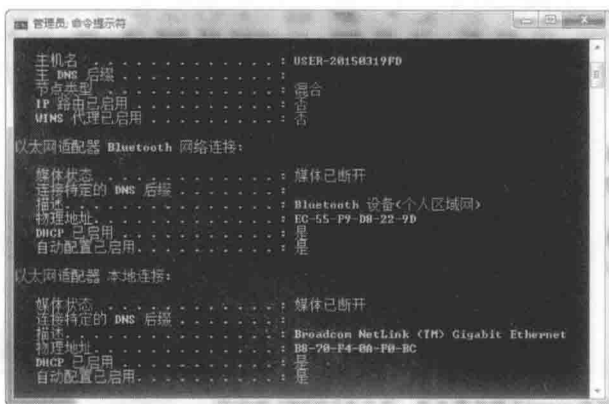 管理员: 命令提示符
主机名 . . . . . . . . . . . . . : USER-20150319FD
主 DNS 后缀 . . . . . . . . . . . :
节点类型 . . . . . . . . . . . . : 混合
IP 路由已启用 . . . . . . . . . . : 否
WINS 代理已启用 . . . . . . . . . : 否
以太网适配器 Bluetooth 网络连接:
媒体状态 . . . . . . . . . . . . : 媒体已断开
连接特定的 DNS 后缀 . . . . . . . :
描述. . . . . . . . . . . . . . . : Bluetooth 设备(个人区域网)
物理地址. . . . . . . . . . . . . : EC-55-F9-D8-22-9D
DHCP 已启用 . . . . . . . . . . . : 是
自动配置已启用. . . . . . . . . . : 是
以太网适配器 本地连接:
媒体状态 . . . . . . . . . . . . : 媒体已断开
连接特定的 DNS 后缀 . . . . . . . :
描述. . . . . . . . . . . . . . . : Broadcom NetLink (TM) Gigabit Ethernet
物理地址. . . . . . . . . . . . . : B8-70-F4-0A-F0-BC
DHCP 已启用 . . . . . . . . . . . : 是
自动配置已启用. . . . . . . . . . : 是